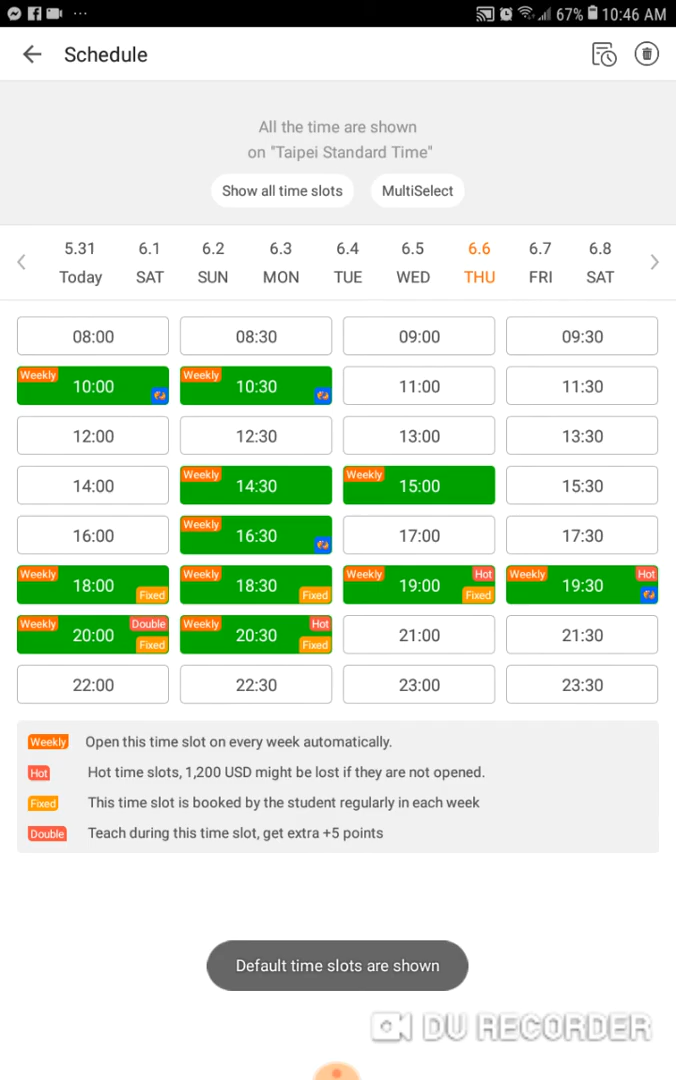 67% 10:46 AM
Schedule
All the time are shown
on "Taipei Standard Time"
Show all time slots MultiSelect
5.31 6.1 6.2 6.3 6.4 6.5 6.6 6.7 6.8
Today SAT SUN MON TUE WED THU FRI SAT
08:00 08:30 09:00 09:30
Weekly 10:00 Weekly 10:30 11:00 11:30
12:00 12:30 13:00 13:30
14:00 Weekly 14:30 Weekly 15:00 15:30
16:00 Weekly 16:30 17:00 17:30
Weekly 18:00 Fixed Weekly 18:30 Fixed Weekly 19:00 Hot Fixed Weekly 19:30 Hot
Weekly 20:00 Double Fixed Weekly 20:30 Hot Fixed 21:00 21:30
22:00 22:30 23:00 23:30
Weekly Open this time slot on every week automatically.
Hot Hot time slots, 1,200 USD might be lost if they are not opened.
Fixed This time slot is booked by the student regularly in each week
Double Teach during this time slot, get extra +5 points
Default time slots are shown
DU RECORDER